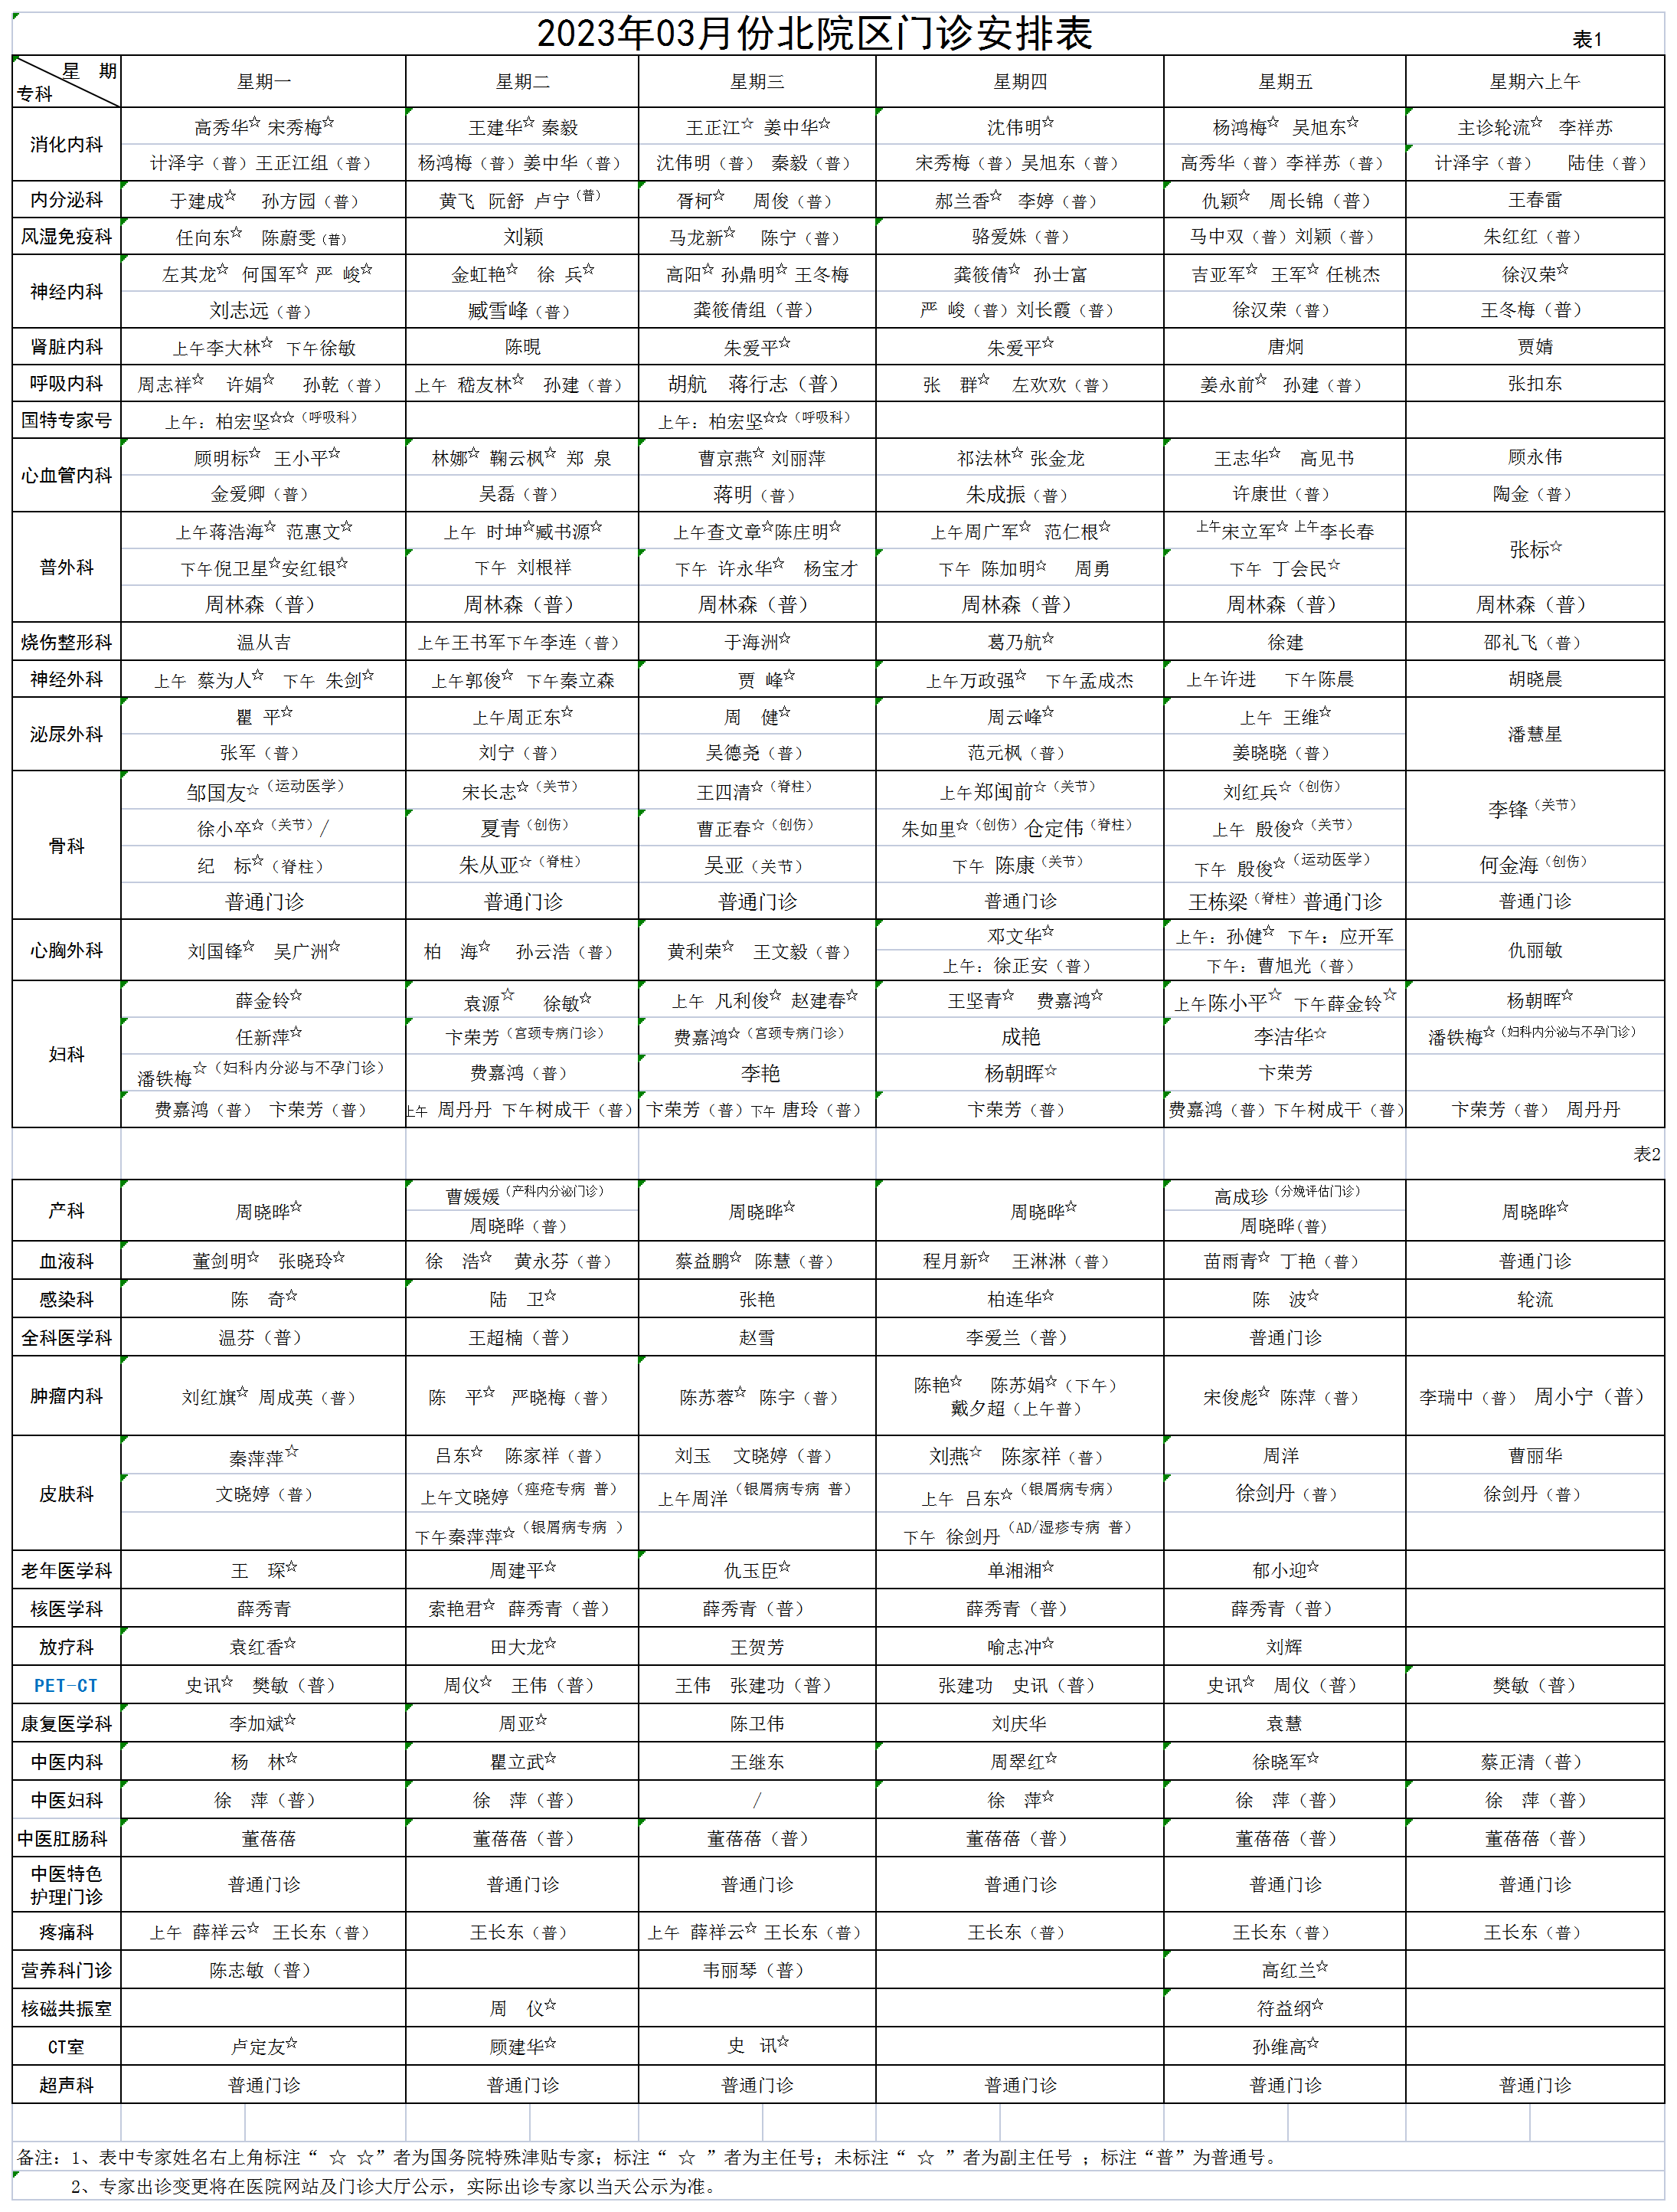 2023年03月份北院区门诊安排表
表1
星 期
专科 星期一 星期二 星期三 星期四 星期五 星期六上午
消化内科 高秀华☆ 宋秀梅☆ 王建华☆ 秦毅 王正江☆ 姜中华☆ 沈伟明☆ 杨鸿梅☆ 吴旭东☆ 主诊轮流☆ 李祥苏
计泽宇（普）王正江组（普） 杨鸿梅（普）姜中华（普） 沈伟明（普） 秦毅（普） 宋秀梅（普）吴旭东（普） 高秀华（普）李祥苏（普） 计泽宇（普） 陆佳（普）
内分泌科 于建成☆ 孙方园（普） 黄飞 阮舒 卢宁（普） 胥柯☆ 周俊（普） 郝兰香☆ 李婷（普） 仇颖☆ 周长锦（普） 王春雷
风湿免疫科 任向东☆ 陈蔚雯（普） 刘颖 马龙新☆ 陈宁（普） 骆爱姝（普） 马中双（普）刘颖（普） 朱红红（普）
神经内科 左其龙☆ 何国军☆ 严 峻☆ 金虹艳☆ 徐 兵☆ 高阳☆ 孙鼎明☆ 王冬梅 龚筱倩☆ 孙士富 吉亚军☆ 王军☆ 任桃杰 徐汉荣☆
刘志远（普） 臧雪峰（普） 龚筱倩组（普） 严 峻（普）刘长霞（普） 徐汉荣（普） 王冬梅（普）
肾脏内科 上午李大林☆ 下午徐敏 陈晛 朱爱平☆ 朱爱平☆ 唐炯 贾婧
呼吸内科 周志祥☆ 许娟☆ 孙乾（普） 上午 嵇友林☆ 孙建（普） 胡航 蒋行志（普） 张 群☆ 左欢欢（普） 姜永前☆ 孙建（普） 张扣东
国特专家号 上午：柏宏坚☆☆（呼吸科） 上午：柏宏坚☆☆（呼吸科）
心血管内科 顾明标☆ 王小平☆ 林娜☆ 鞠云枫☆ 郑 泉 曹京燕☆ 刘丽萍 祁法林☆ 张金龙 王志华☆ 高见书 顾永伟
金爱卿（普） 吴磊（普） 蒋明（普） 朱成振（普） 许康世（普） 陶金（普）
普外科 上午蒋浩海☆ 范惠文☆ 上午 时坤☆臧书源☆ 上午查文章☆陈庄明☆ 上午周广军☆ 范仁根☆ 上午宋立军☆ 上午李长春 张标☆
下午倪卫星☆安红银☆ 下午 刘根祥 下午 许永华☆ 杨宝才 下午 陈加明☆ 周勇 下午 丁会民☆
周林森（普） 周林森（普） 周林森（普） 周林森（普） 周林森（普） 周林森（普）
烧伤整形科 温从吉 上午王书军下午李连（普） 于海洲☆ 葛乃航☆ 徐建 邵礼飞（普）
神经外科 上午 蔡为人☆ 下午 朱剑☆ 上午郭俊☆ 下午秦立森 贾 峰☆ 上午万政强☆ 下午孟成杰 上午许进 下午陈晨 胡晓晨
泌尿外科 瞿 平☆ 上午周正东☆ 周 健☆ 周云峰☆ 上午 王维☆ 潘慧星
张军（普） 刘宁（普） 吴德尧（普） 范元枫（普） 姜晓晓（普）
骨科 邹国友☆（运动医学） 宋长志☆（关节） 王四清☆（脊柱） 上午郑闽前☆（关节） 刘红兵☆（创伤） 李锋（关节）
徐小卒☆（关节）/ 夏青（创伤） 曹正春☆（创伤） 朱如里☆（创伤）仓定伟（脊柱） 上午 殷俊☆（关节）
纪 标☆（脊柱） 朱从亚☆（脊柱） 吴亚（关节） 下午 陈康（关节） 下午 殷俊☆（运动医学） 何金海（创伤）
普通门诊 普通门诊 普通门诊 普通门诊 王栋梁（脊柱）普通门诊 普通门诊
心胸外科 刘国锋☆ 吴广洲☆ 柏 海☆ 孙云浩（普） 黄利荣☆ 王文毅（普） 邓文华☆ 上午：孙健☆ 下午：应开军 仇丽敏
上午：徐正安（普） 下午：曹旭光（普）
妇科 薛金铃☆ 袁源☆ 徐敏☆ 上午 凡利俊☆ 赵建春☆ 王坚青☆ 费嘉鸿☆ 上午陈小平☆ 下午薛金铃☆ 杨朝晖☆
任新萍☆ 卞荣芳（宫颈专病门诊） 费嘉鸿☆（宫颈专病门诊） 成艳 李洁华☆ 潘铁梅☆（妇科内分泌与不孕门诊）
潘铁梅☆（妇科内分泌与不孕门诊） 费嘉鸿（普） 李艳 杨朝晖☆ 卞荣芳
费嘉鸿（普） 卞荣芳（普） 上午 周丹丹 下午树成干（普） 卞荣芳（普）下午 唐玲（普） 卞荣芳（普） 费嘉鸿（普）下午树成干（普） 卞荣芳（普） 周丹丹
表2
产科 周晓晔☆ 曹媛媛（产科内分泌门诊） 周晓晔☆ 周晓晔☆ 高成珍（分娩评估门诊） 周晓晔☆
周晓晔（普） 周晓晔(普)
血液科 董剑明☆ 张晓玲☆ 徐 浩☆ 黄永芬（普） 蔡益鹏☆ 陈慧（普） 程月新☆ 王淋淋（普） 苗雨青☆ 丁艳（普） 普通门诊
感染科 陈 奇☆ 陆 卫☆ 张艳 柏连华☆ 陈 波☆ 轮流
全科医学科 温芬（普） 王超楠（普） 赵雪 李爱兰（普） 普通门诊
肿瘤内科 刘红旗☆ 周成英（普） 陈 平☆ 严晓梅（普） 陈苏蓉☆ 陈宇（普） 陈艳☆ 陈苏娟☆（下午） 宋俊彪☆ 陈萍（普） 李瑞中（普） 周小宁（普）
戴夕超（上午普）
皮肤科 秦萍萍☆ 吕东☆ 陈家祥（普） 刘玉 文晓婷（普） 刘燕☆ 陈家祥（普） 周洋 曹丽华
文晓婷（普） 上午文晓婷（痤疮专病 普） 上午周洋（银屑病专病 普） 上午 吕东☆（银屑病专病） 徐剑丹（普） 徐剑丹（普）
下午秦萍萍☆（银屑病专病 ） 下午 徐剑丹（AD/湿疹专病 普）
老年医学科 王 琛☆ 周建平☆ 仇玉臣☆ 单湘湘☆ 郁小迎☆
核医学科 薛秀青 索艳君☆ 薛秀青（普） 薛秀青（普） 薛秀青（普） 薛秀青（普）
放疗科 袁红香☆ 田大龙☆ 王贺芳 喻志冲☆ 刘辉
PET-CT 史讯☆ 樊敏（普） 周仪☆ 王伟（普） 王伟 张建功（普） 张建功 史讯（普） 史讯☆ 周仪（普） 樊敏（普）
康复医学科 李加斌☆ 周亚☆ 陈卫伟 刘庆华 袁慧
中医内科 杨 林☆ 瞿立武☆ 王继东 周翠红☆ 徐晓军☆ 蔡正清（普）
中医妇科 徐 萍（普） 徐 萍（普） / 徐 萍☆ 徐 萍（普） 徐 萍（普）
中医肛肠科 董蓓蓓 董蓓蓓（普） 董蓓蓓（普） 董蓓蓓（普） 董蓓蓓（普） 董蓓蓓（普）
中医特色
护理门诊 普通门诊 普通门诊 普通门诊 普通门诊 普通门诊 普通门诊
疼痛科 上午 薛祥云☆ 王长东（普） 王长东（普） 上午 薛祥云☆ 王长东（普） 王长东（普） 王长东（普） 王长东（普）
营养科门诊 陈志敏（普） 韦丽琴（普） 高红兰☆
核磁共振室 周 仪☆ 符益纲☆
CT室 卢定友☆ 顾建华☆ 史 讯☆ 孙维高☆
超声科 普通门诊 普通门诊 普通门诊 普通门诊 普通门诊 普通门诊
备注：1、表中专家姓名右上角标注“ ☆ ☆”者为国务院特殊津贴专家；标注“ ☆ ”者为主任号；未标注“ ☆ ”者为副主任号 ；标注“普”为普通号。
2、专家出诊变更将在医院网站及门诊大厅公示，实际出诊专家以当天公示为准。